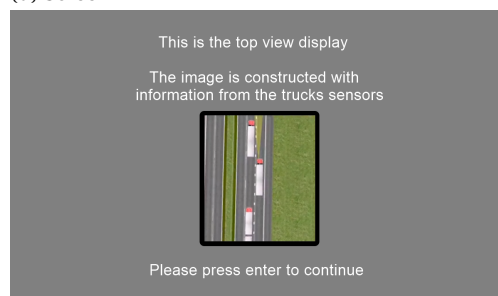 This is the top view display
The image is constructed with
information from the trucks sensors
Please press enter to continue